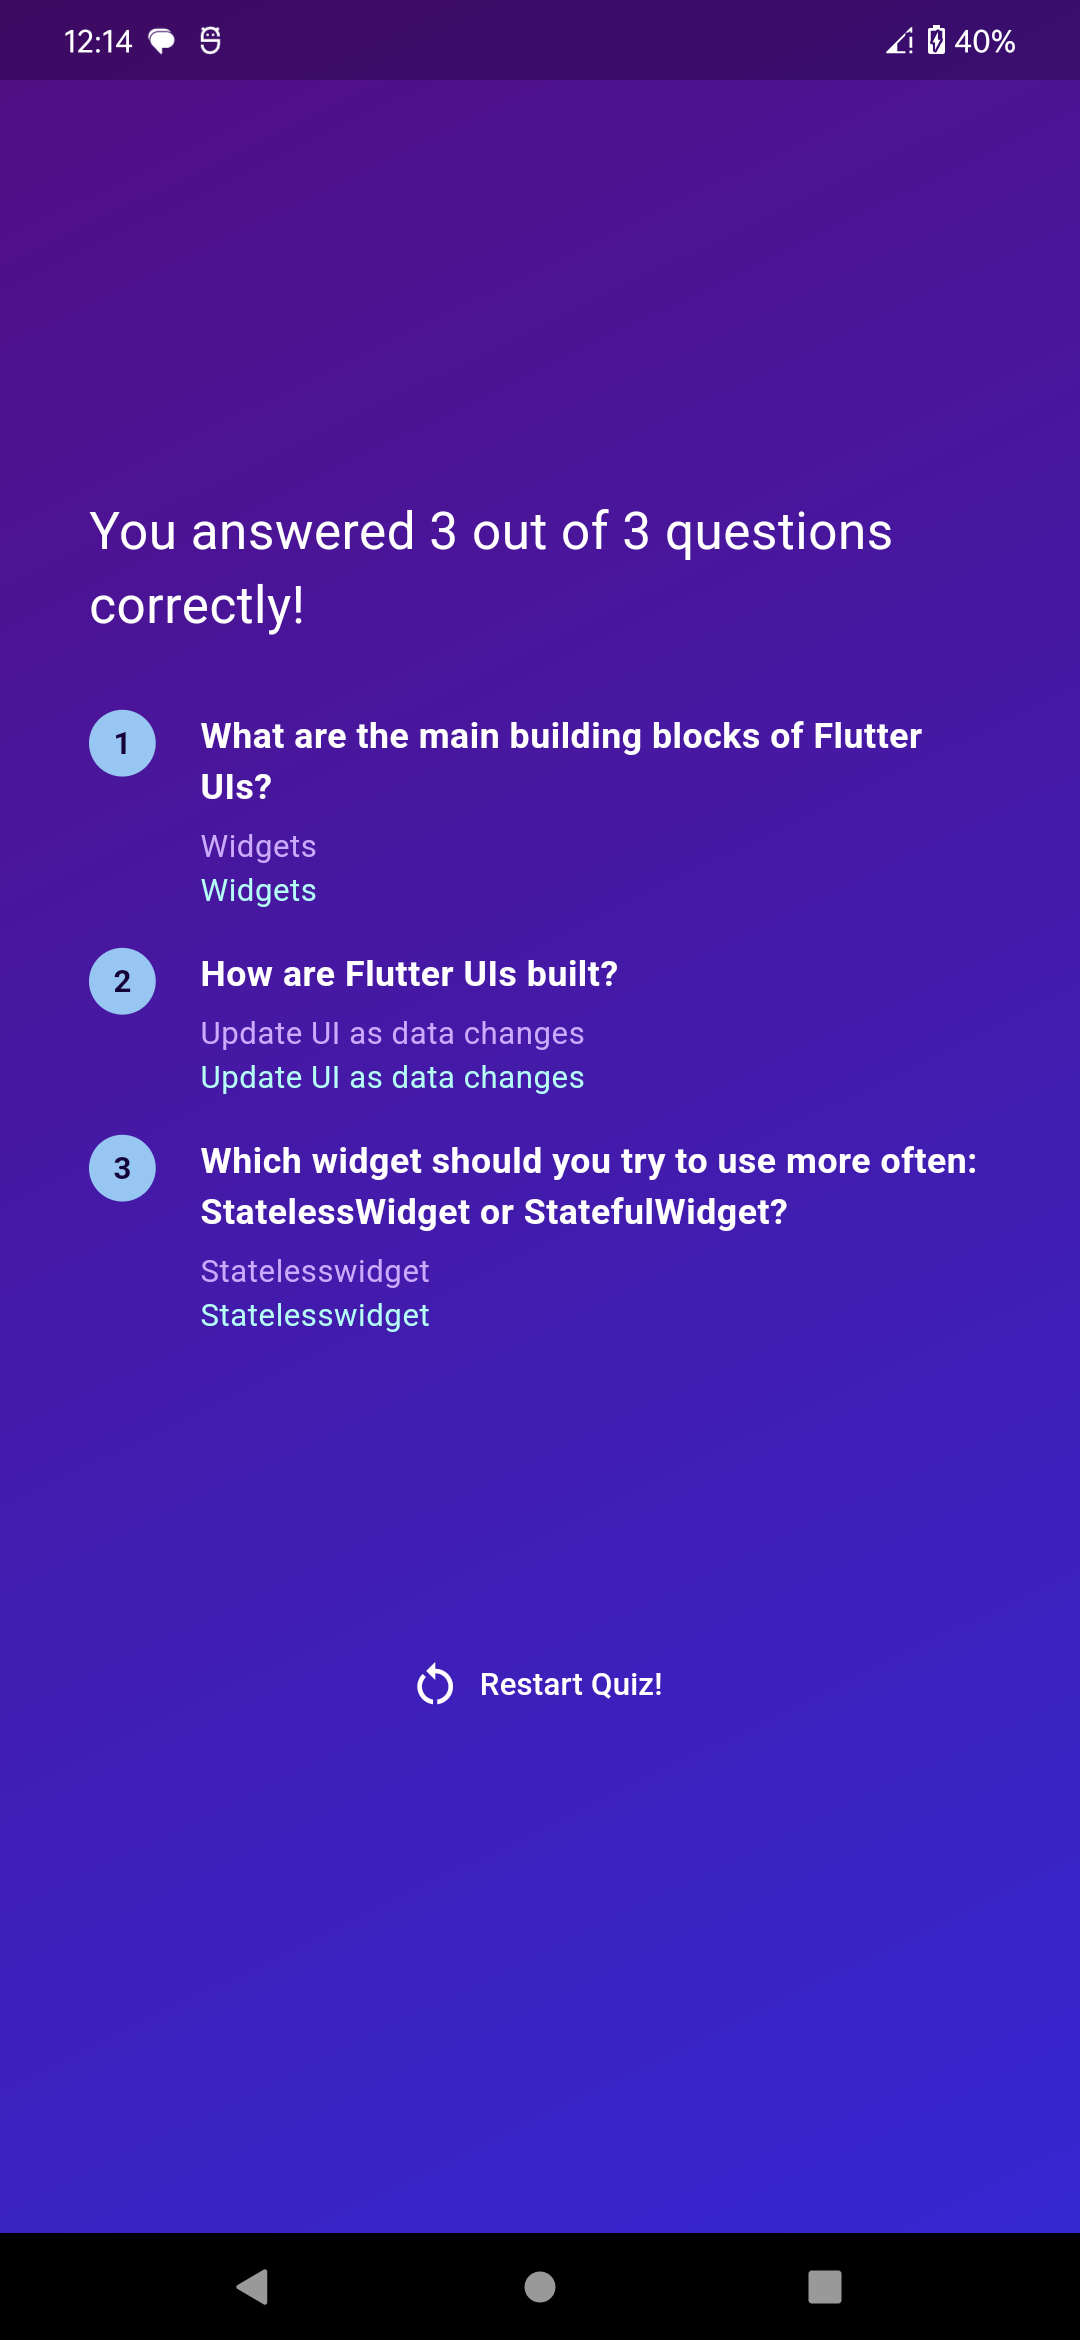 12:14
40%
You answered 3 out of 3 questions
correctly!
1
What are the main building blocks of Flutter
UIs?
Widgets
Widgets
2
How are Flutter UIs built?
Update UI as data changes
Update UI as data changes
3
Which widget should you try to use more often:
StatelessWidget or StatefulWidget?
Statelesswidget
Statelesswidget
Restart Quiz!